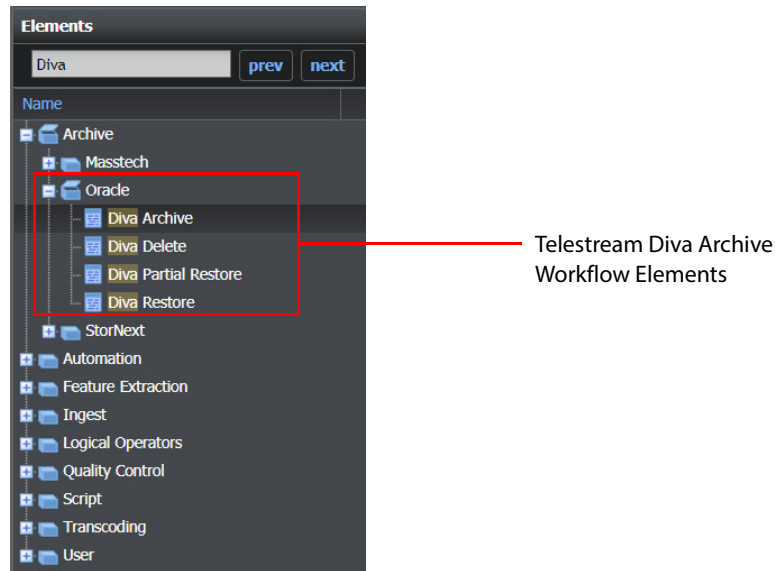 Elements
Diva prev next
Name
Archive
Masstech
Oracle
Diva Archive
Diva Delete
Diva Partial Restore
Diva Restore
StorNext
Automation
Feature Extraction
Ingest
Logical Operators
Quality Control
Script
Transcoding
User
Telestream Diva Archive
Workflow Elements